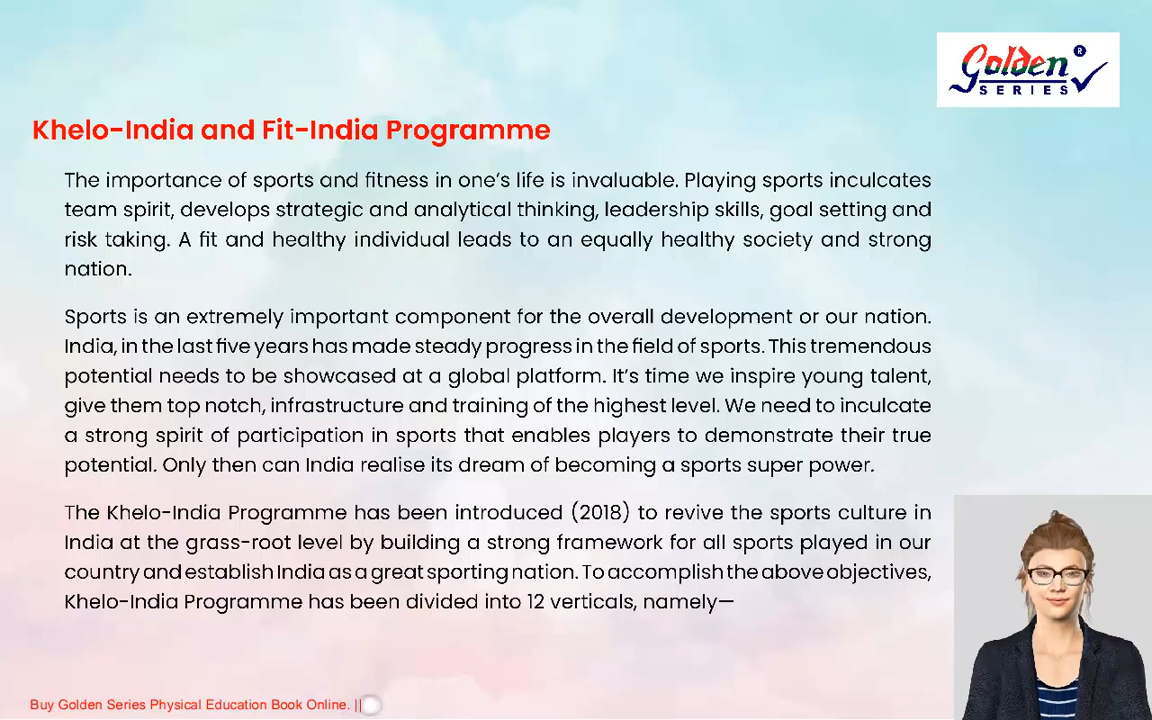 Golden ®
SERIES
Khelo-India and Fit-India Programme
The importance of sports and fitness in one's life is invaluable. Playing sports inculcates
team spirit, develops strategic and analytical thinking, leadership skills, goal setting and
risk taking. A fit and healthy individual leads to an equally healthy society and strong
nation.
Sports is an extremely important component for the overall development or our nation.
India, in the last five years has made steady progress in the field of sports. This tremendous
potential needs to be showcased at a global platform. It's time we inspire young talent,
give them top notch, infrastructure and training of the highest level. We need to inculcate
a strong spirit of participation in sports that enables players to demonstrate their true
potential. Only then can India realise its dream of becoming a sports super power.
The Khelo-India Programme has been introduced (2018) to revive the sports culture in
India at the grass-root level by building a strong framework for all sports played in our
country and establish India as a great sporting nation. To accomplish the above objectives,
Khelo-India Programme has been divided into 12 verticals, namely—
Buy Golden Series Physical Education Book Online. ||